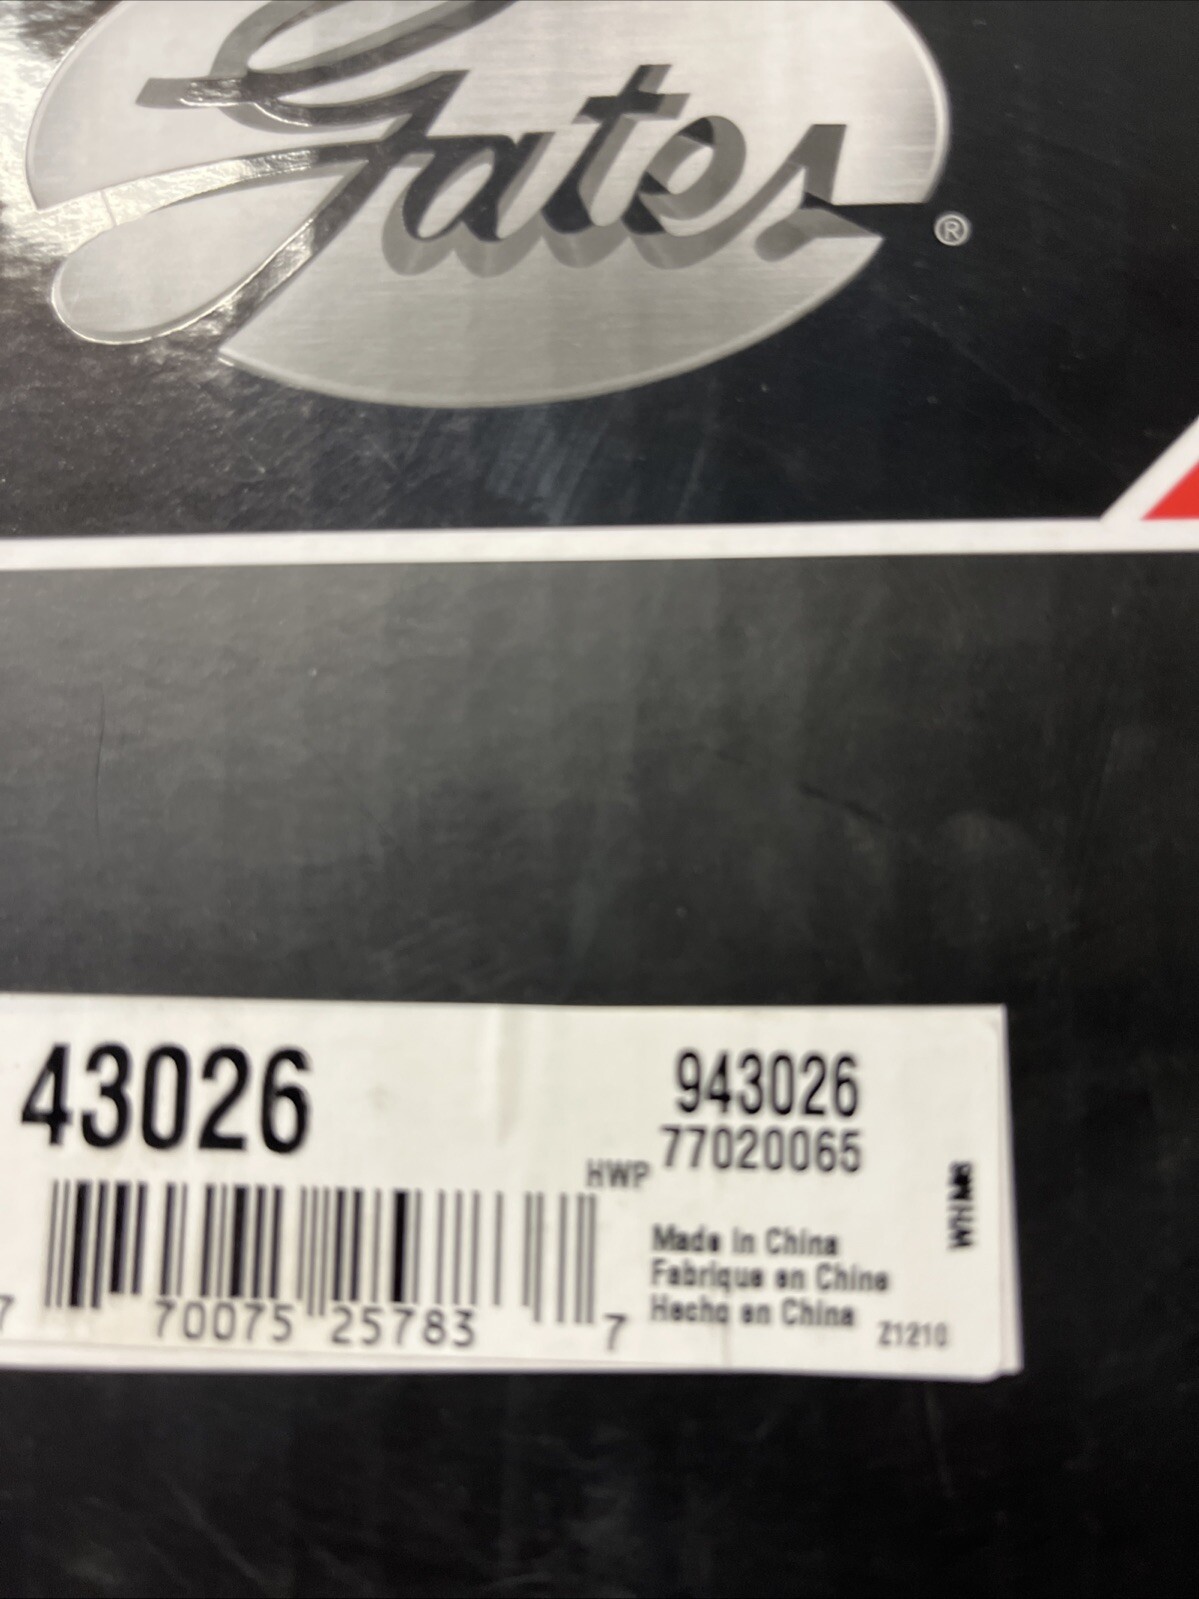 Gates®
43026
943026
77020065
HWP
Made in China
Fabrique en Chine
Hecho en China
Z1210
7 70075 25783 7